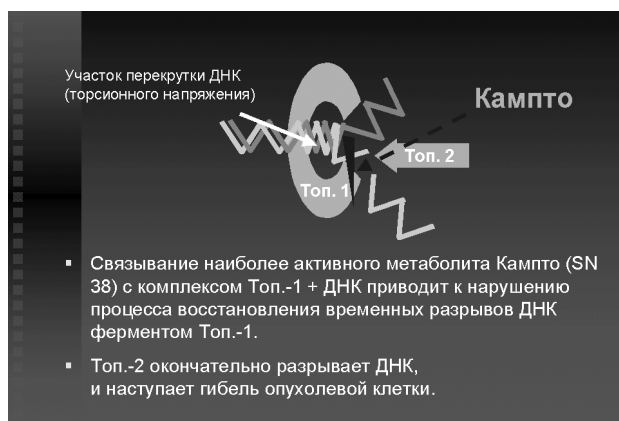 Участок перекрутки ДНК
(торсионного напряжения)
Кампто
Топ. 2
Топ. 1
Связывание наиболее активного метаболита Кампто (SN
38) с комплексом Топ.-1 + ДНК приводит к нарушению
процесса восстановления временных разрывов ДНК
ферментом Топ.-1.
Топ.-2 окончательно разрывает ДНК,
и наступает гибель опухолевой клетки.